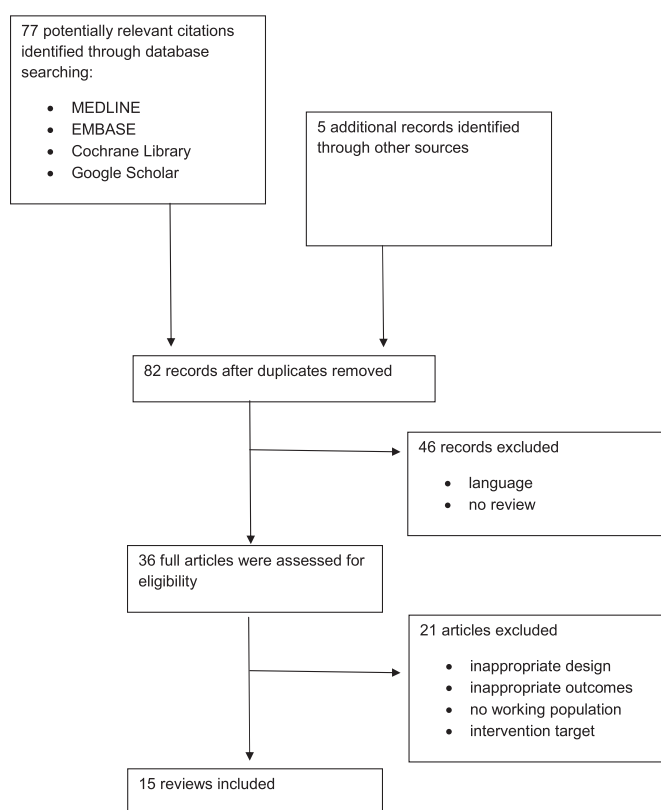 77 potentially relevant citations
identified through database
searching:
• MEDLINE
• EMBASE
• Cochrane Library
• Google Scholar
5 additional records identified
through other sources
82 records after duplicates removed
46 records excluded
• language
• no review
36 full articles were assessed for
eligibility
21 articles excluded
• inappropriate design
• inappropriate outcomes
• no working population
• intervention target
15 reviews included